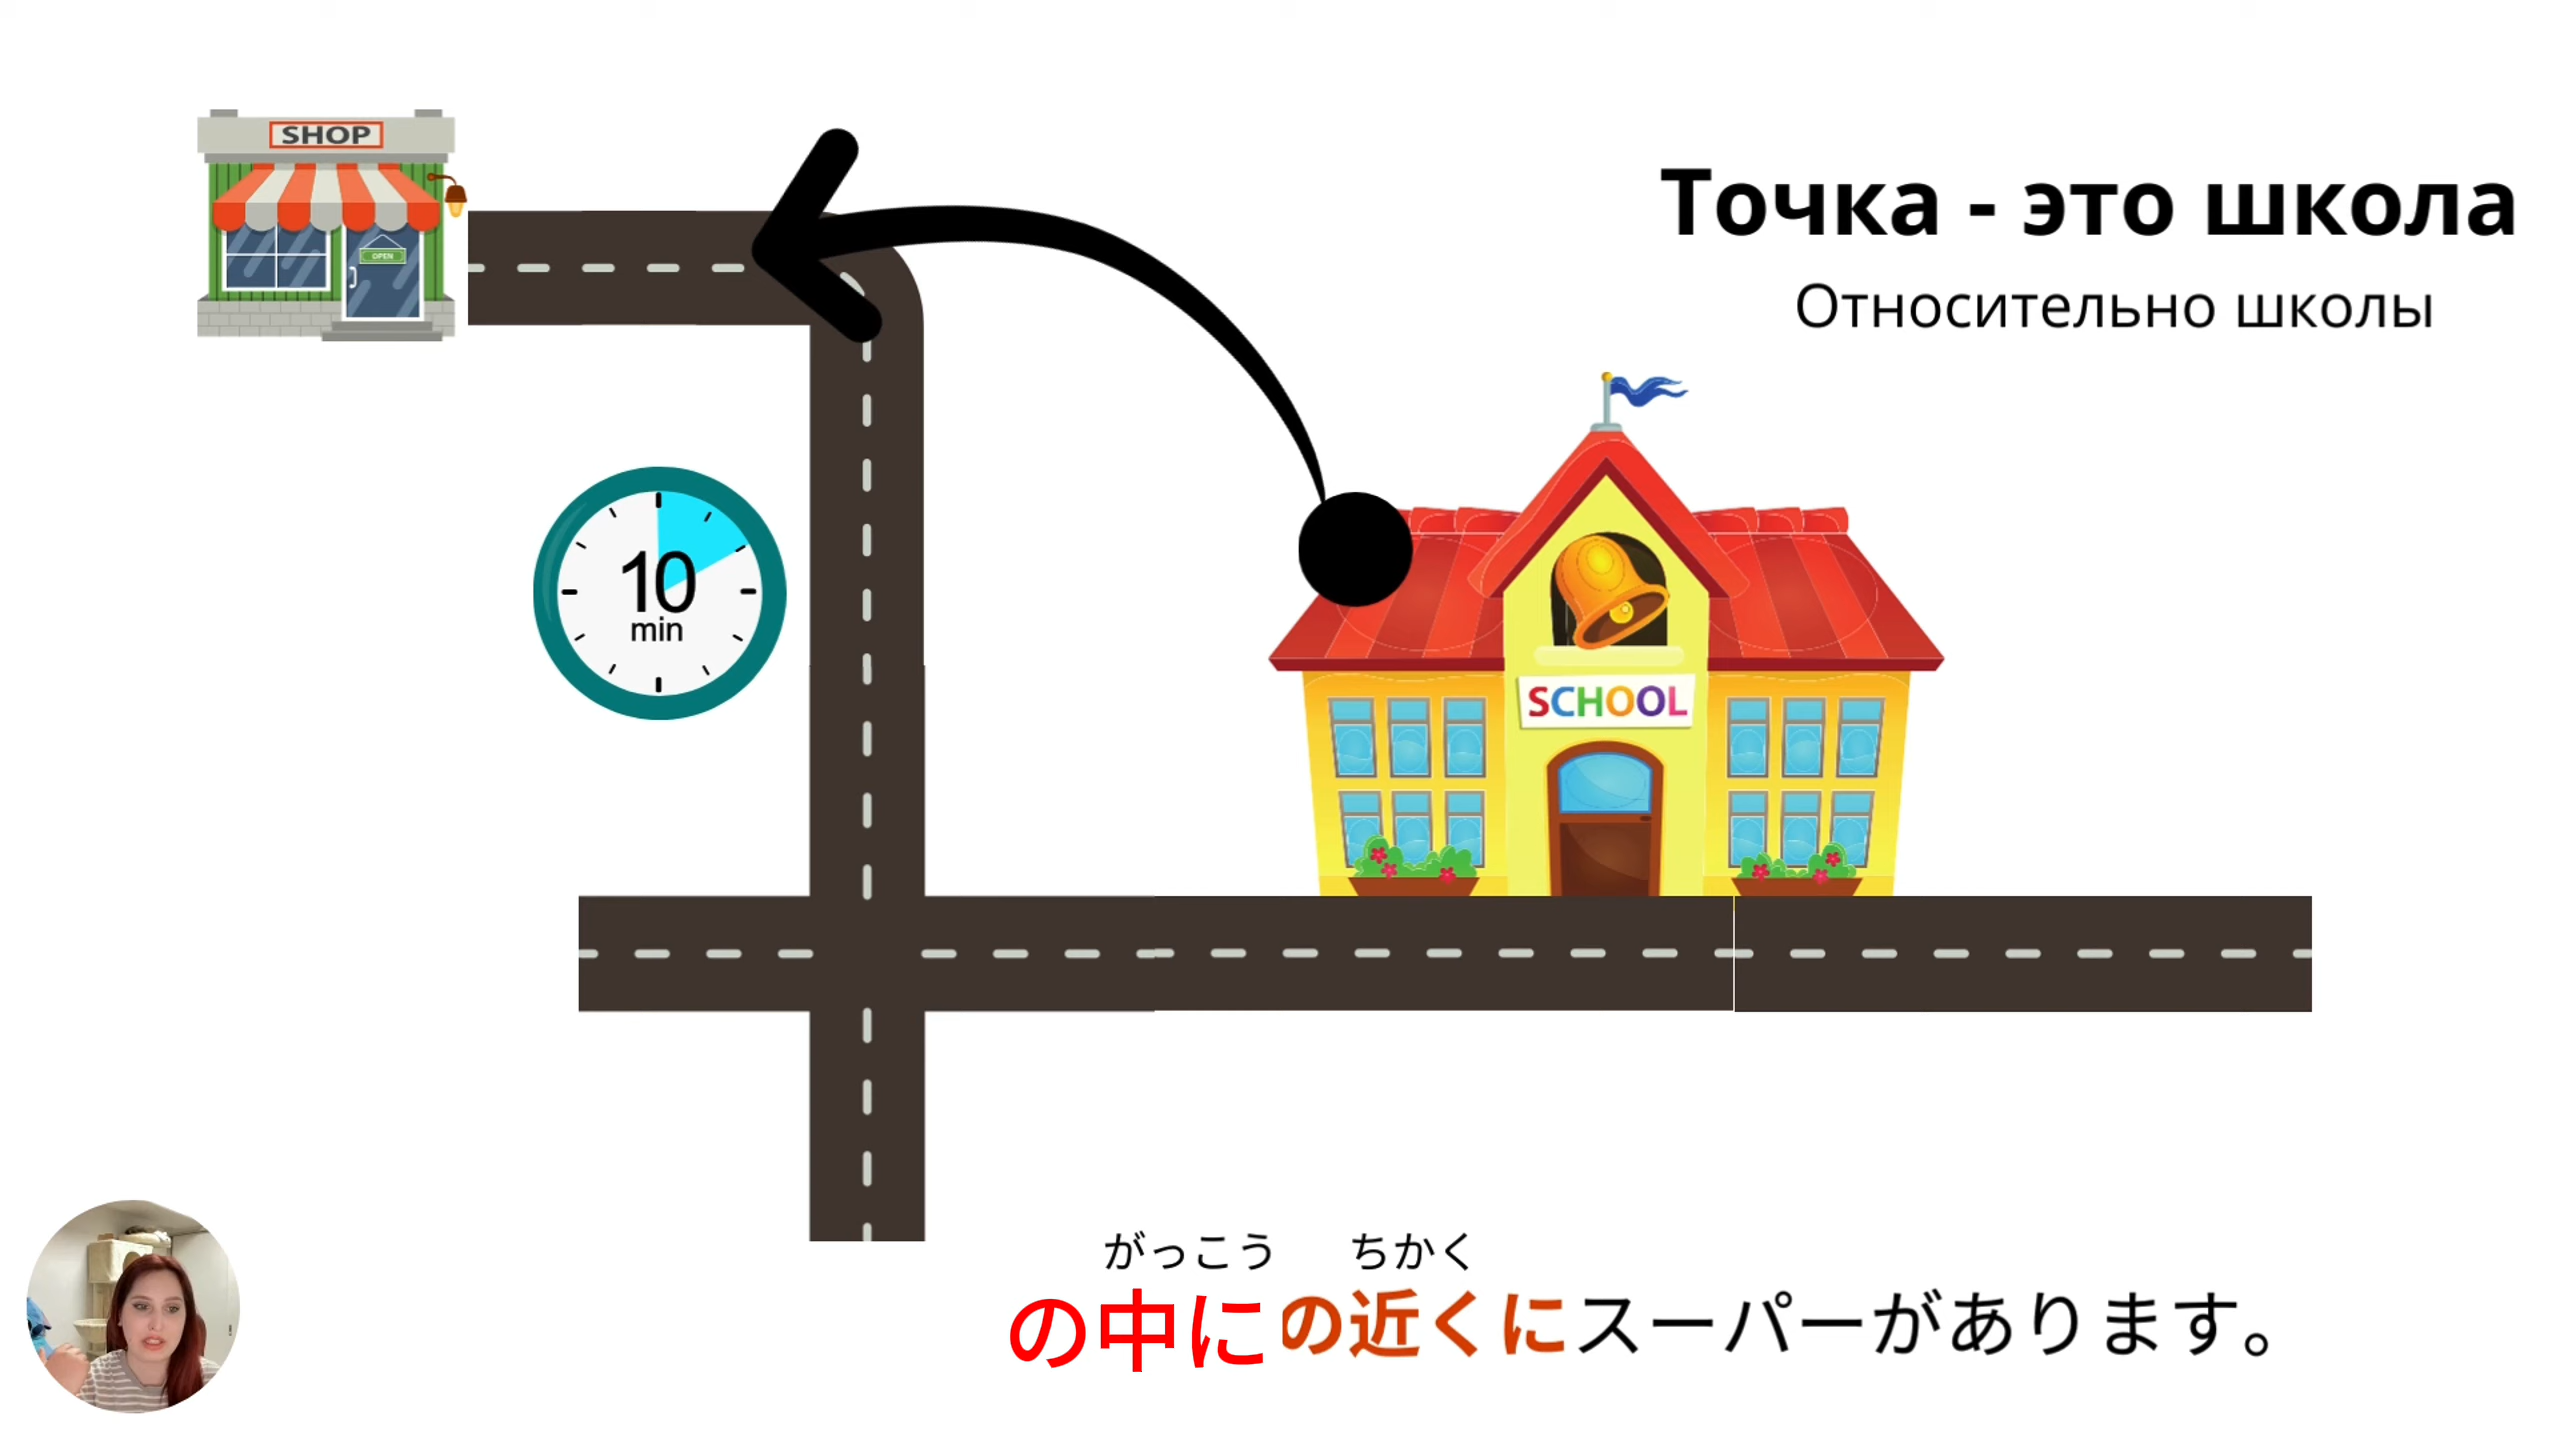 SHOP
OPEN
Точка - это школа
Относительно школы
10
min
SCHOOL
がっこう ちかく
の中に の近くにスーパーがあります。